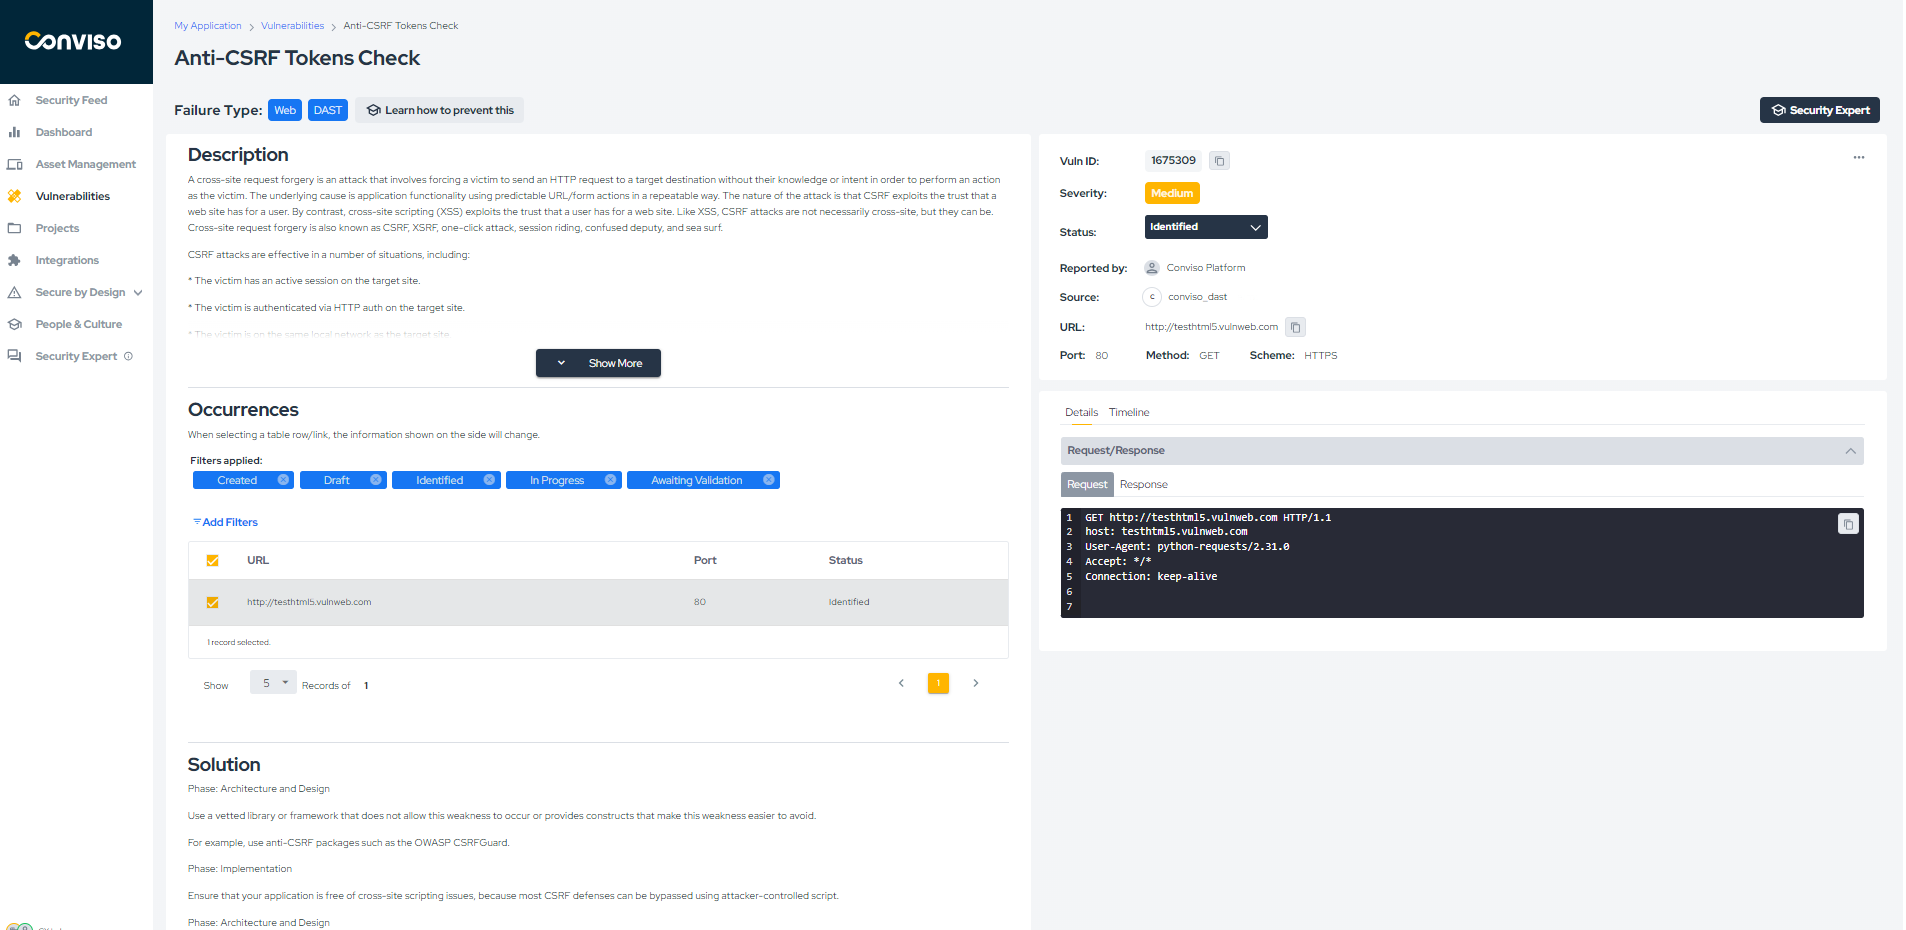 Conviso
Security Feed
Dashboard
Asset Management
Vulnerabilities
Projects
Integrations
Secure by Design
People & Culture
Security Expert
My Application > Vulnerabilities > Anti-CSRF Tokens Check
Anti-CSRF Tokens Check
Failure Type: Web DAST Learn how to prevent this
Security Expert
Description
A cross-site request forgery is an attack that involves forcing a victim to send an HTTP request to a target destination without their knowledge or intent in order to perform an action
as the victim. The underlying cause is application functionality using predictable URL/form actions in a repeatable way. The nature of the attack is that CSRF exploits the trust that a
web site has for a user. By contrast, cross-site scripting (XSS) exploits the trust that a user has for a web site. Like XSS, CSRF attacks are not necessarily cross-site, but they can be.
Cross-site request forgery is also known as CSRF, XSRF, one-click attack, session riding, confused deputy, and sea surf.
CSRF attacks are effective in a number of situations, including:
* The victim has an active session on the target site.
* The victim is authenticated via HTTP auth on the target site.
* The victim is on the same local network as the target site.
Show More
Occurrences
When selecting a table row/link, the information shown on the side will change.
Filters applied:
Created Draft Identified In Progress Awaiting Validation
Add Filters
URL Port Status
http://testhtml5.vulnweb.com 80 Identified
1 record selected.
Show 5 Records of 1
1
Solution
Phase: Architecture and Design
Use a vetted library or framework that does not allow this weakness to occur or provides constructs that make this weakness easier to avoid.
For example, use anti-CSRF packages such as the OWASP CSRFGuard.
Phase: Implementation
Ensure that your application is free of cross-site scripting issues, because most CSRF defenses can be bypassed using attacker-controlled script.
Phase: Architecture and Design
Vuln ID: 1675309
Severity: Medium
Status: Identified
Reported by: Conviso Platform
Source: c conviso_dast
URL: http://testhtml5.vulnweb.com
Port: 80 Method: GET Scheme: HTTPS
Details Timeline
Request/Response
Request Response
1 GET http://testhtml5.vulnweb.com HTTP/1.1
2 host: testhtml5.vulnweb.com
3 User-Agent: python-requests/2.31.0
4 Accept: */*
5 Connection: keep-alive
6
7